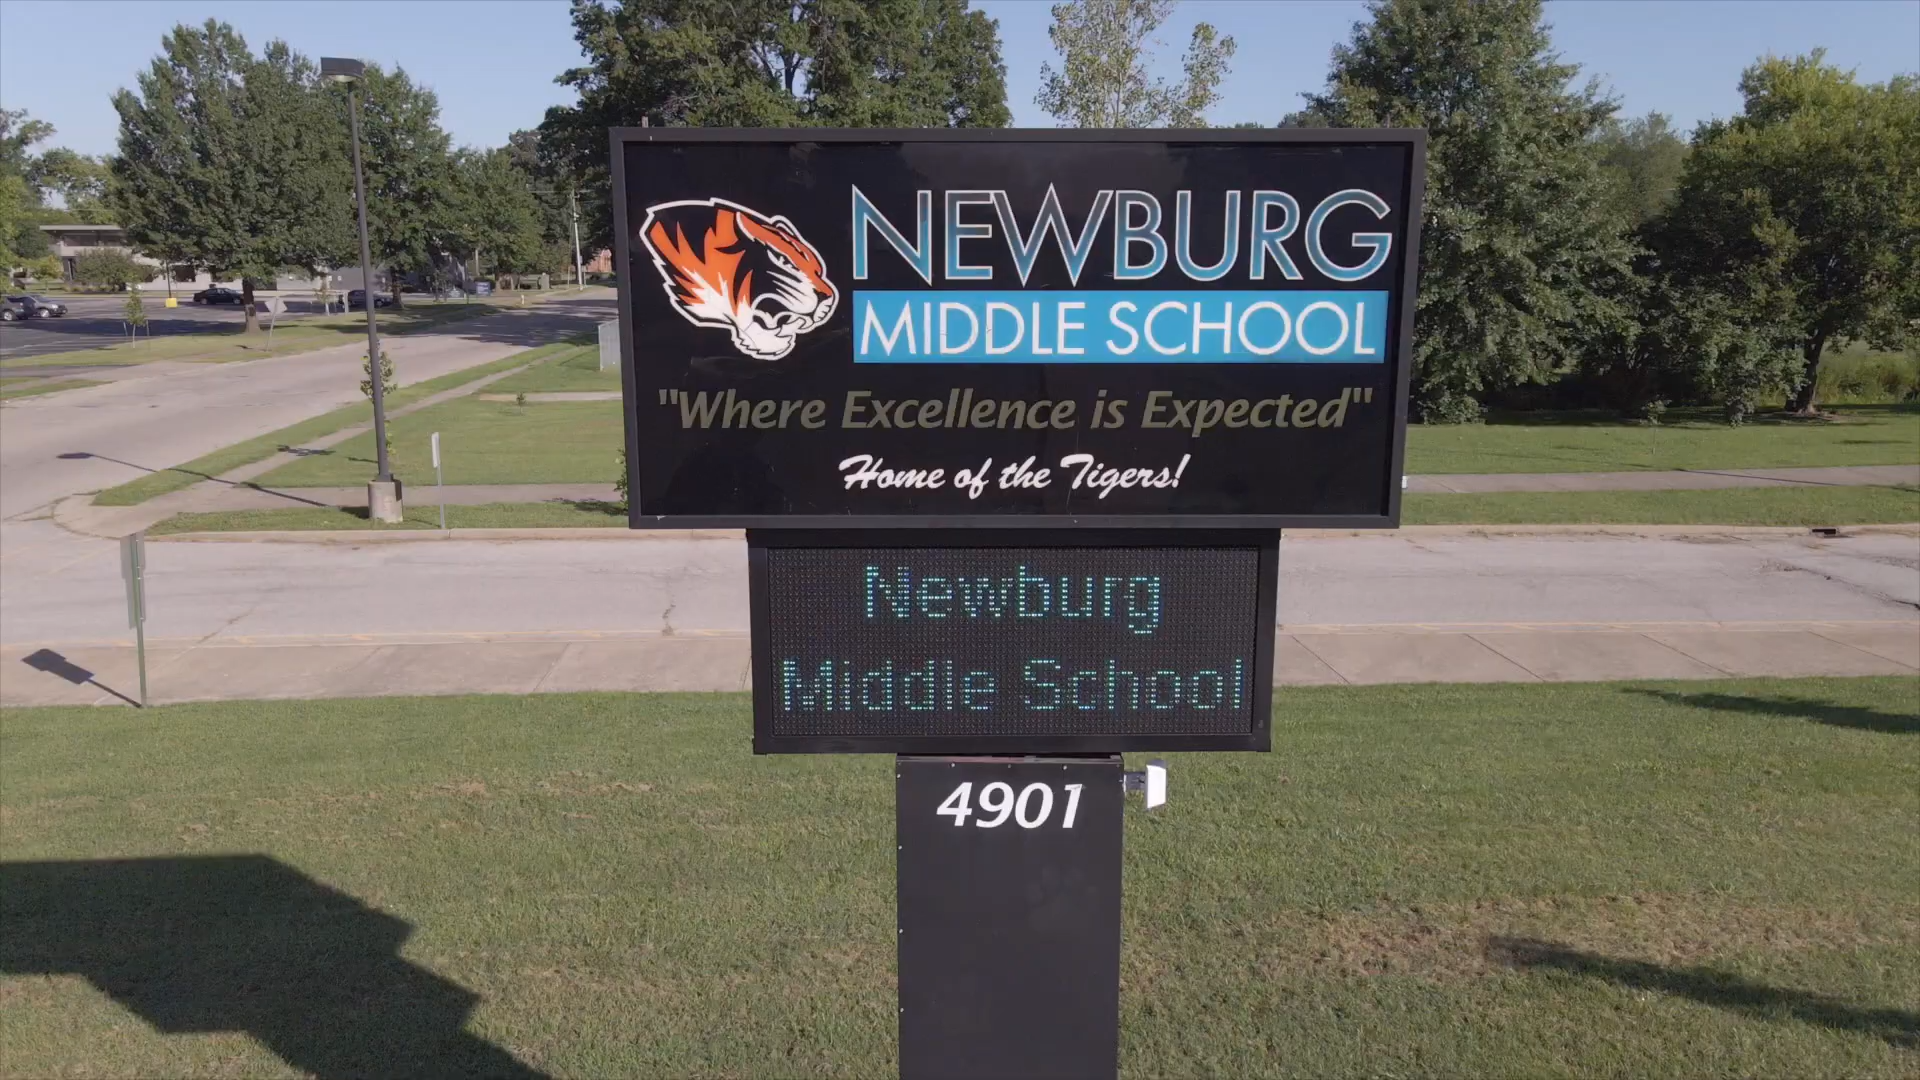 NEWBURG
MIDDLE SCHOOL
"Where Excellence is Expected"
Home of the Tigers!
Newburg
Middle School
4901